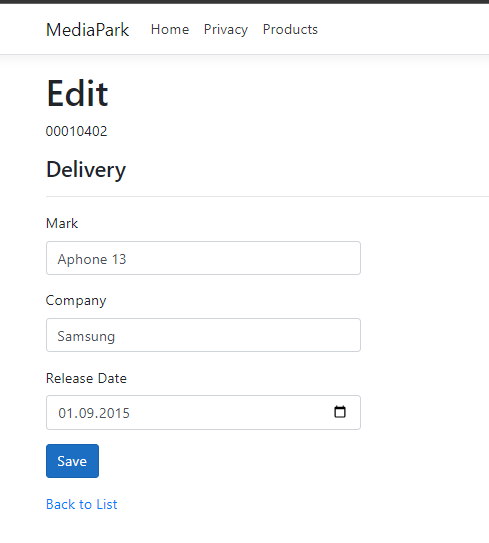 MediaPark Home Privacy Products
Edit
00010402
Delivery
Mark
Aphone 13
Company
Samsung
Release Date
01.09.2015
Save
Back to List